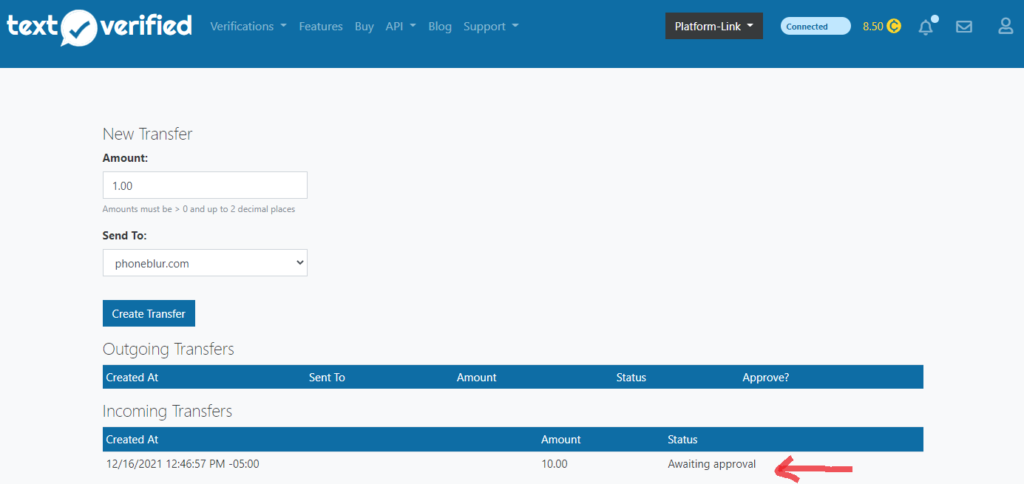 text verified Verifications Features Buy API Blog Support Platform-Link Connected 8.50
New Transfer
Amount:
1.00
Amounts must be > 0 and up to 2 decimal places
Send To:
phoneblur.com
Create Transfer
Outgoing Transfers
Created At Sent To Amount Status Approve?
Incoming Transfers
Created At Amount Status
12/16/2021 12:46:57 PM -05:00 10.00 Awaiting approval